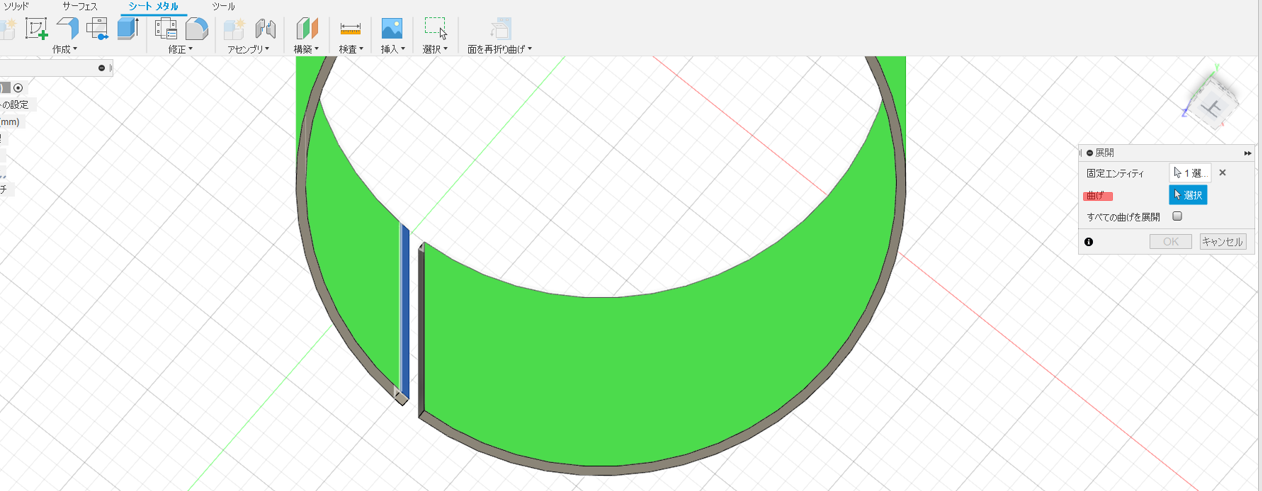 ソリッド サーフェス シート メタル ツール
作成▾ 修正▾ アセンブリ▾ 構築▾ 検査▾ 挿入▾ 選択▾ 面を再折り曲げ▾
トの設定
(mm)
チ
Y
Z
上
展開
固定エンティティ 1 選...
曲げ 選択
すべての曲げを展開
OK キャンセル